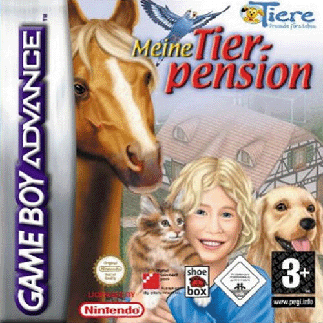 GAME BOY ADVANCE
Tiere
Meine Tier-
pension
Nintendo
shoe
box
3+
www.pegi.info